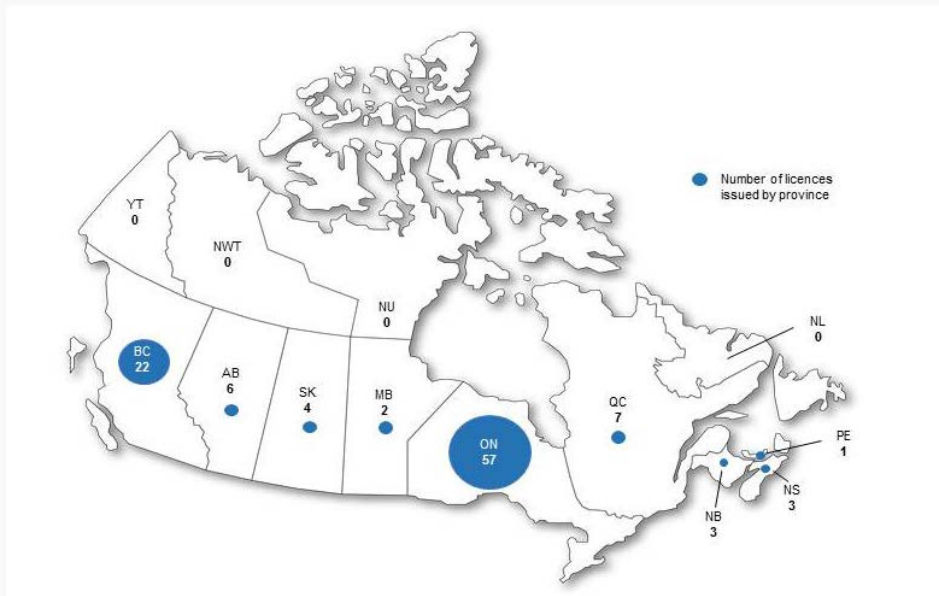 Number of licences
issued by province
YT
0
NWT
0
NU
0
NL
0
BC
22
AB
6
SK
4
MB
2
ON
57
QC
7
PE
1
NS
3
NB
3